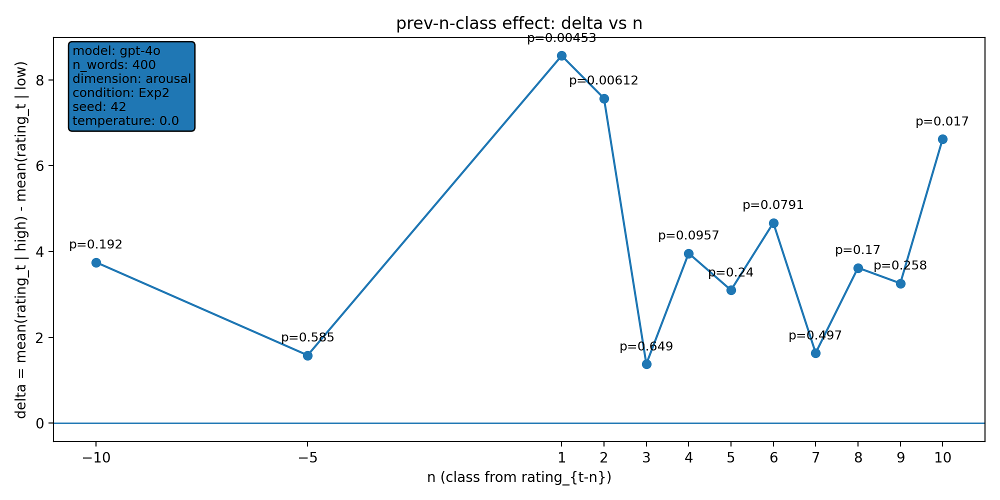 prev-n-class effect: delta vs n
model: gpt-4o
n_words: 400
dimension: arousal
condition: Exp2
seed: 42
temperature: 0.0
p=0.192
p=0.585
p=0.00453
p=0.00612
p=0.649
p=0.0957
p=0.24
p=0.0791
p=0.497
p=0.17
p=0.258
p=0.017
delta = mean(rating_t | high) - mean(rating_t | low)
8
6
4
2
0
−10 −5 1 2 3 4 5 6 7 8 9 10
n (class from rating_{t-n})